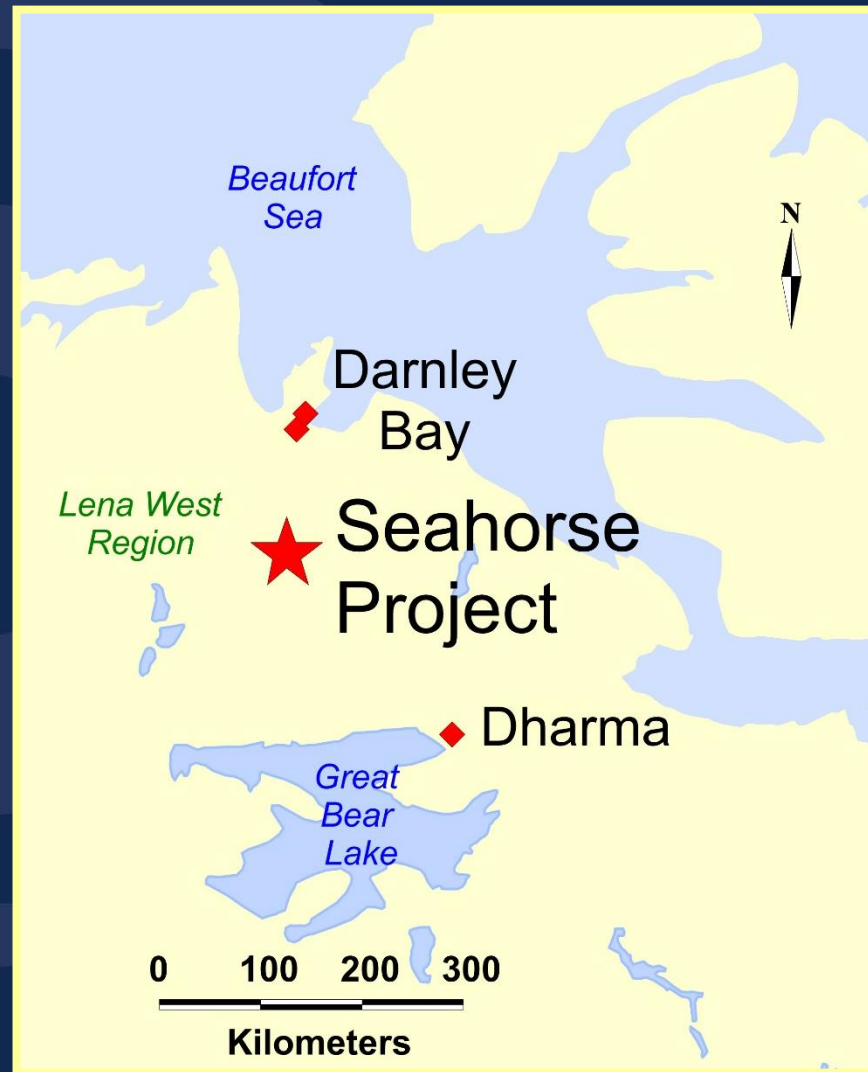 Beaufort
Sea
N
Darnley
Bay
Lena West
Region
Seahorse
Project
Dharma
Great
Bear
Lake
0 100 200 300
Kilometers